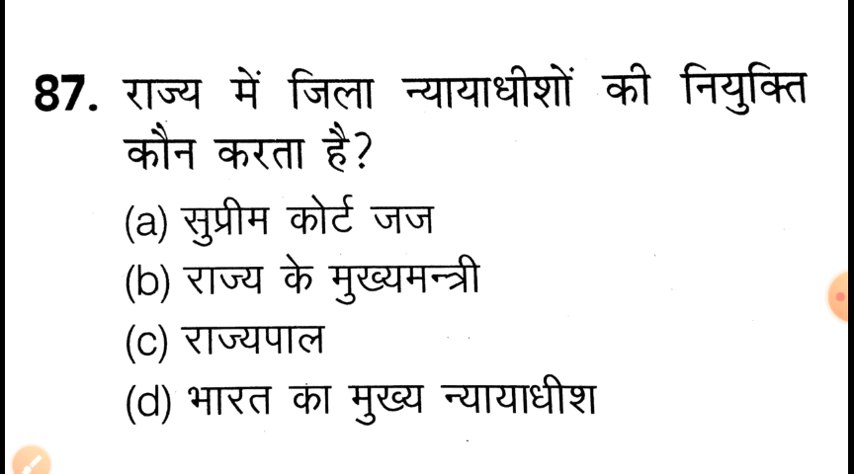 87. राज्य में जिला न्यायाधीशों की नियुक्ति
कौन करता है?
(a) सुप्रीम कोर्ट जज
(b) राज्य के मुख्यमन्त्री
(c) राज्यपाल
(d) भारत का मुख्य न्यायाधीश